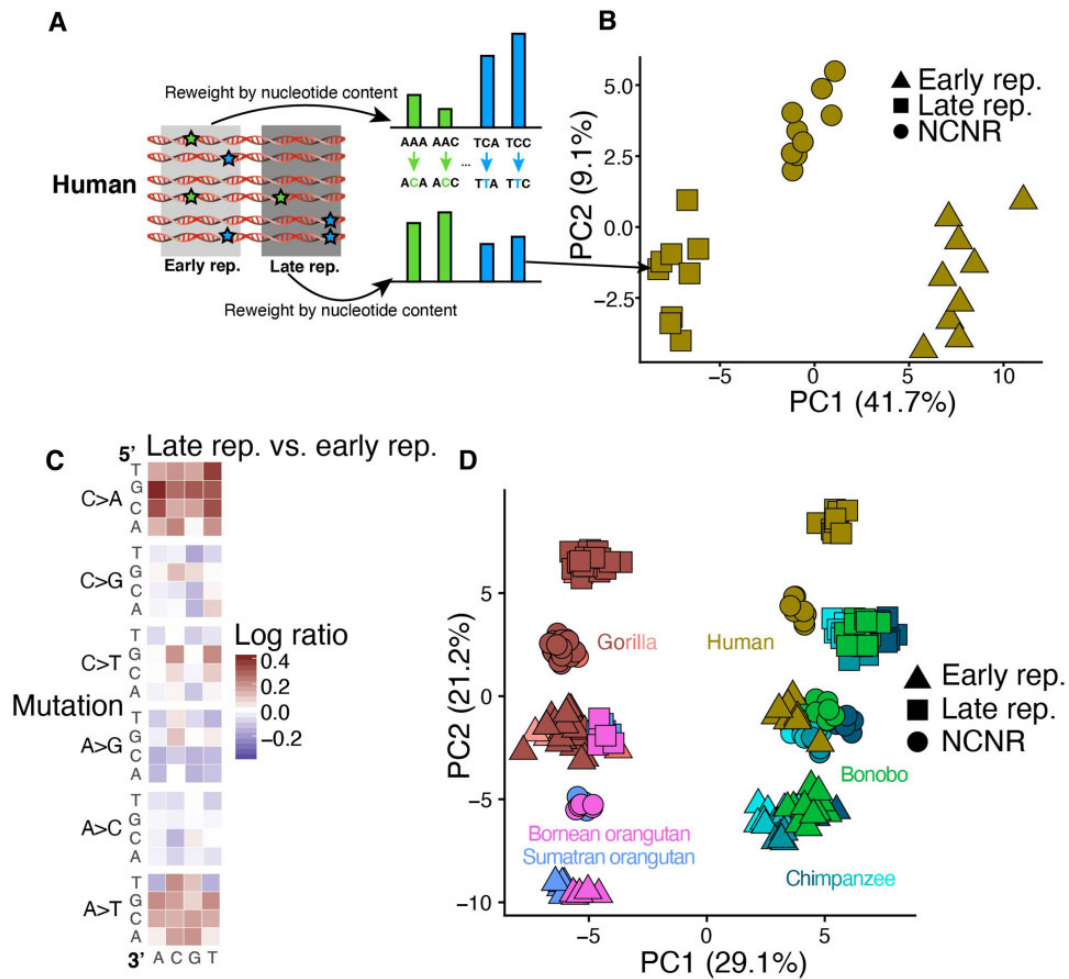 A
Human
Reweight by nucleotide content
Early rep. Late rep.
Reweight by nucleotide content
AAA AAC TCA TCC
...
ACA ACC TTA TTC
B
PC2 (9.1%)
5.0
2.5
0.0
−2.5
−5 0 5 10
PC1 (41.7%)
Early rep.
Late rep.
NCNR
C
5' Late rep. vs. early rep.
Mutation
C>A
T
G
C
A
C>G
T
G
C
A
C>T
T
G
C
A
A>G
T
G
C
A
A>C
T
G
C
A
A>T
T
G
C
A
3' A C G T
Log ratio
0.4
0.2
0.0
−0.2
D
PC2 (21.2%)
5
0
−5
−10
−5 0 5
PC1 (29.1%)
Gorilla
Human
Bonobo
Bornean orangutan
Sumatran orangutan
Chimpanzee
Early rep.
Late rep.
NCNR